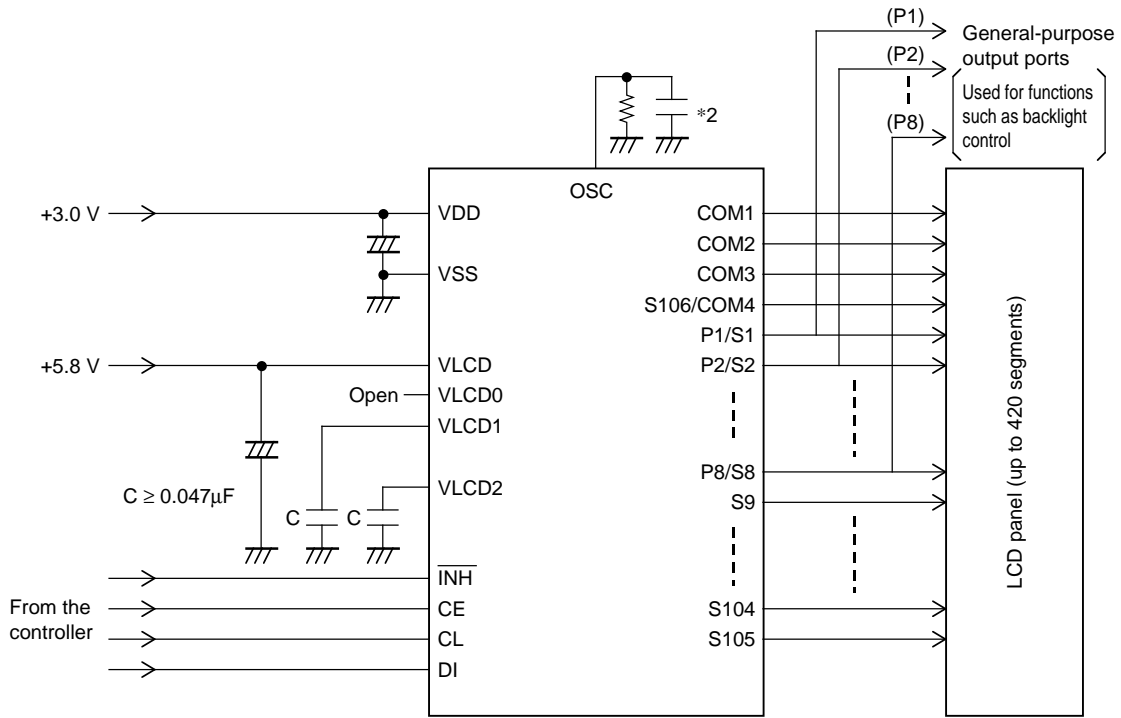 (P1)
General-purpose
output ports
(P2)
Used for functions
such as backlight
control
(P8)
*2
OSC
+3.0 V
VDD
VSS
+5.8 V
VLCD
Open
VLCD0
VLCD1
VLCD2
C ≥ 0.047μF
C
C
INH
From the
controller
CE
CL
DI
COM1
COM2
COM3
S106/COM4
P1/S1
P2/S2
P8/S8
S9
S104
S105
LCD panel (up to 420 segments)